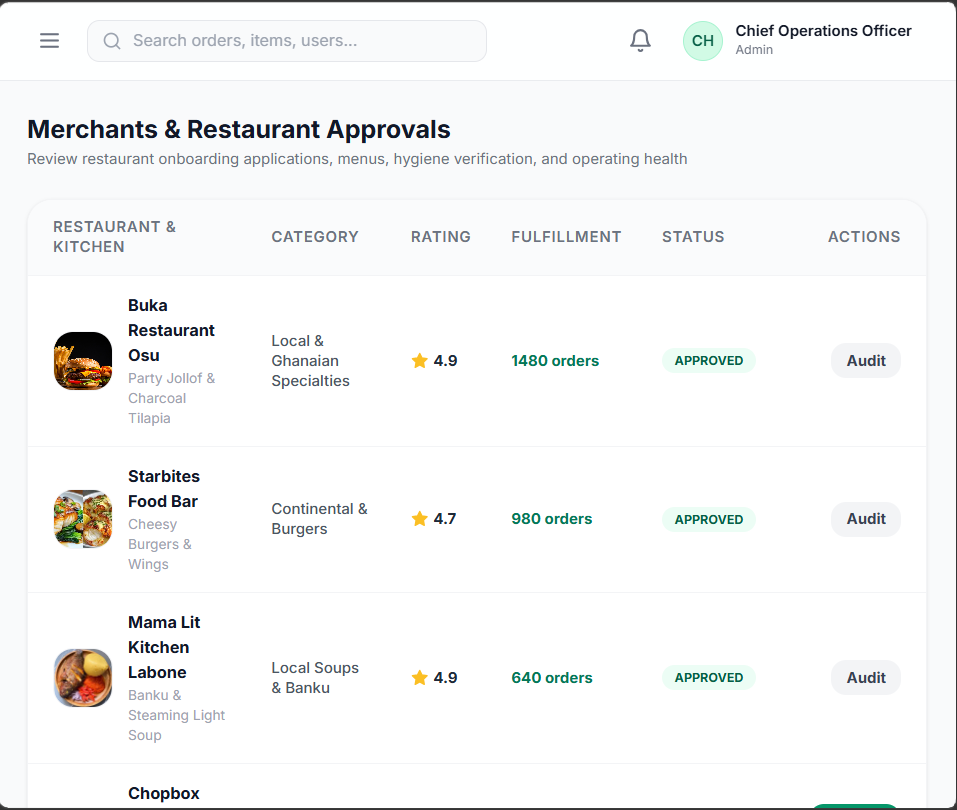 Search orders, items, users...
CH
Chief Operations Officer
Admin
Merchants & Restaurant Approvals
Review restaurant onboarding applications, menus, hygiene verification, and operating health
RESTAURANT &
KITCHEN
CATEGORY
RATING
FULFILLMENT
STATUS
ACTIONS
Buka
Restaurant
Osu
Party Jollof &
Charcoal
Tilapia
Local &
Ghanaian
Specialties
4.9
1480 orders
APPROVED
Audit
Starbites
Food Bar
Cheesy
Burgers &
Wings
Continental &
Burgers
4.7
980 orders
APPROVED
Audit
Mama Lit
Kitchen
Labone
Banku &
Steaming Light
Soup
Local Soups
& Banku
4.9
640 orders
APPROVED
Audit
Chopbox